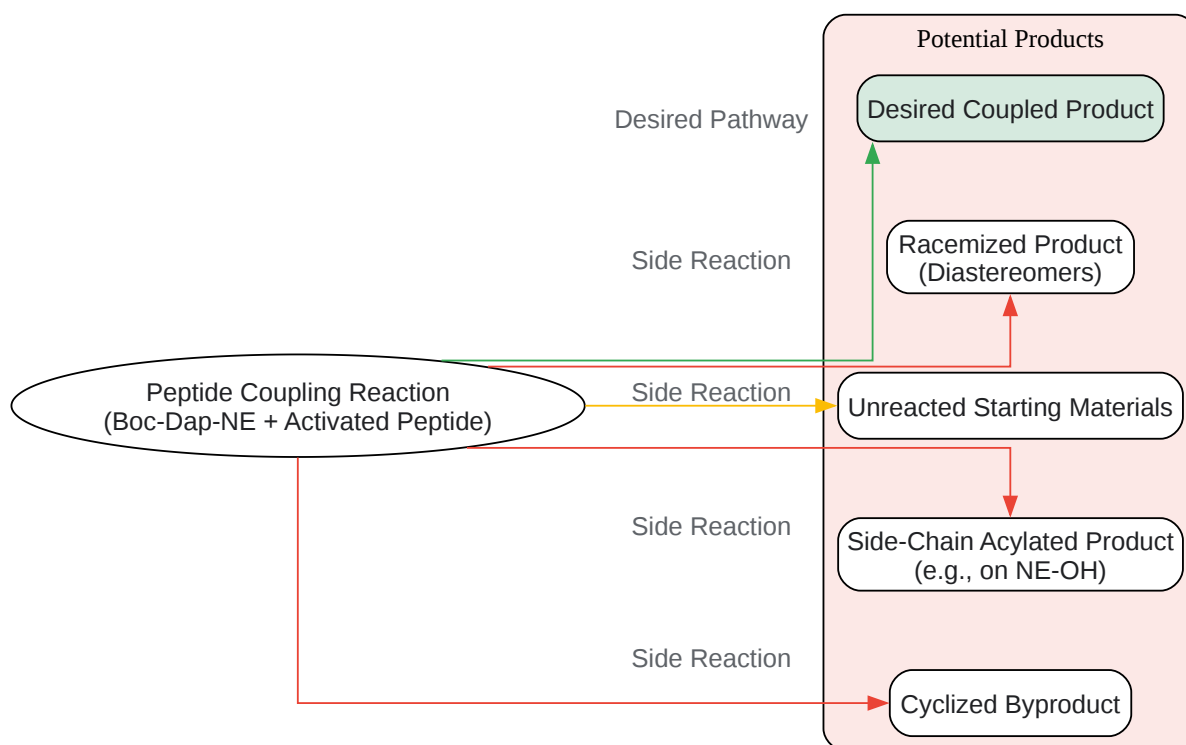 Potential Products
Desired Coupled Product
Desired Pathway
Racemized Product
(Diastereomers)
Side Reaction
Peptide Coupling Reaction
(Boc-Dap-NE + Activated Peptide)
Side Reaction
Unreacted Starting Materials
Side Reaction
Side-Chain Acylated Product
(e.g., on NE-OH)
Side Reaction
Cyclized Byproduct